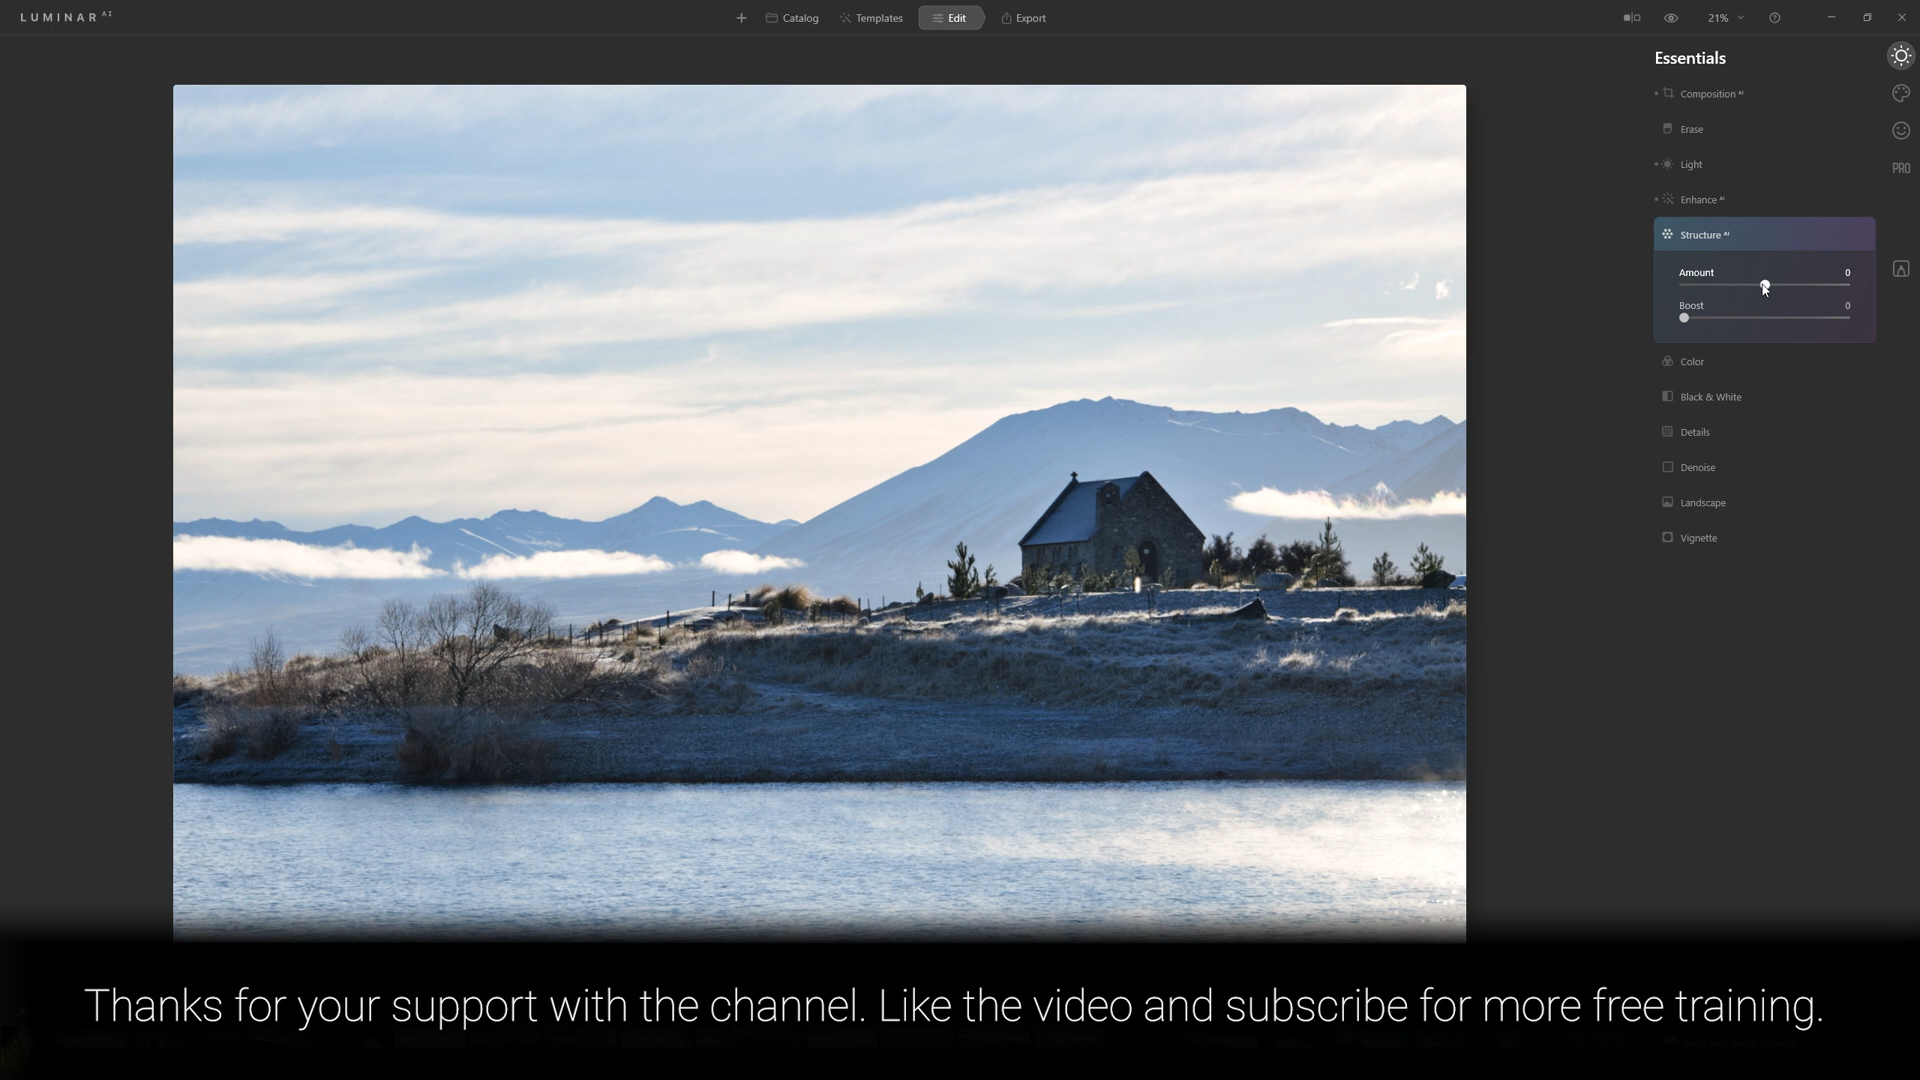 LUMINAR AI
Catalog
Templates
Edit
Export
21%
Essentials
Composition AI
Erase
Light
Enhance AI
Structure AI
Amount 0
Boost 0
Color
Black & White
Details
Denoise
Landscape
Vignette
PRO
Thanks for your support with the channel. Like the video and subscribe for more free training.